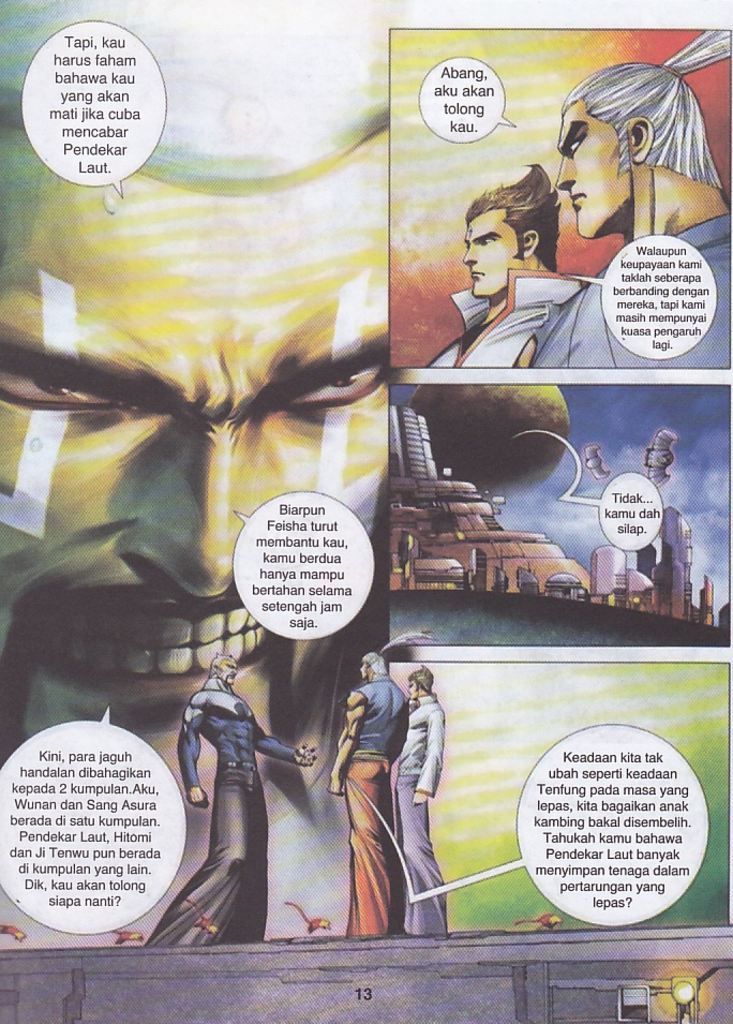 Tapi, kau
harus faham
bahawa kau
yang akan
mati jika cuba
mencabar
Pendekar
Laut.
Biarpun
Feisha turut
membantu kau,
kamu berdua
hanya mampu
bertahan selama
setengah jam
saja.
Kini, para jaguh
handalan dibahagikan
kepada 2 kumpulan.Aku,
Wunan dan Sang Asura
berada di satu kumpulan.
Pendekar Laut, Hitomi
dan Ji Tenwu pun berada
di kumpulan yang lain.
Dik, kau akan tolong
siapa nanti?
Abang,
aku akan
tolong
kau.
Walaupun
keupayaan kami
taklah seberapa
berbanding dengan
mereka, tapi kami
masih mempunyai
kuasa pengaruh
lagi.
Tidak...
kamu dah
silap.
Keadaan kita tak
ubah seperti keadaan
Tenfung pada masa yang
lepas, kita bagaikan anak
kambing bakal disembelih.
Tahukah kamu bahawa
Pendekar Laut banyak
menyimpan tenaga dalam
pertarungan yang
lepas?
13